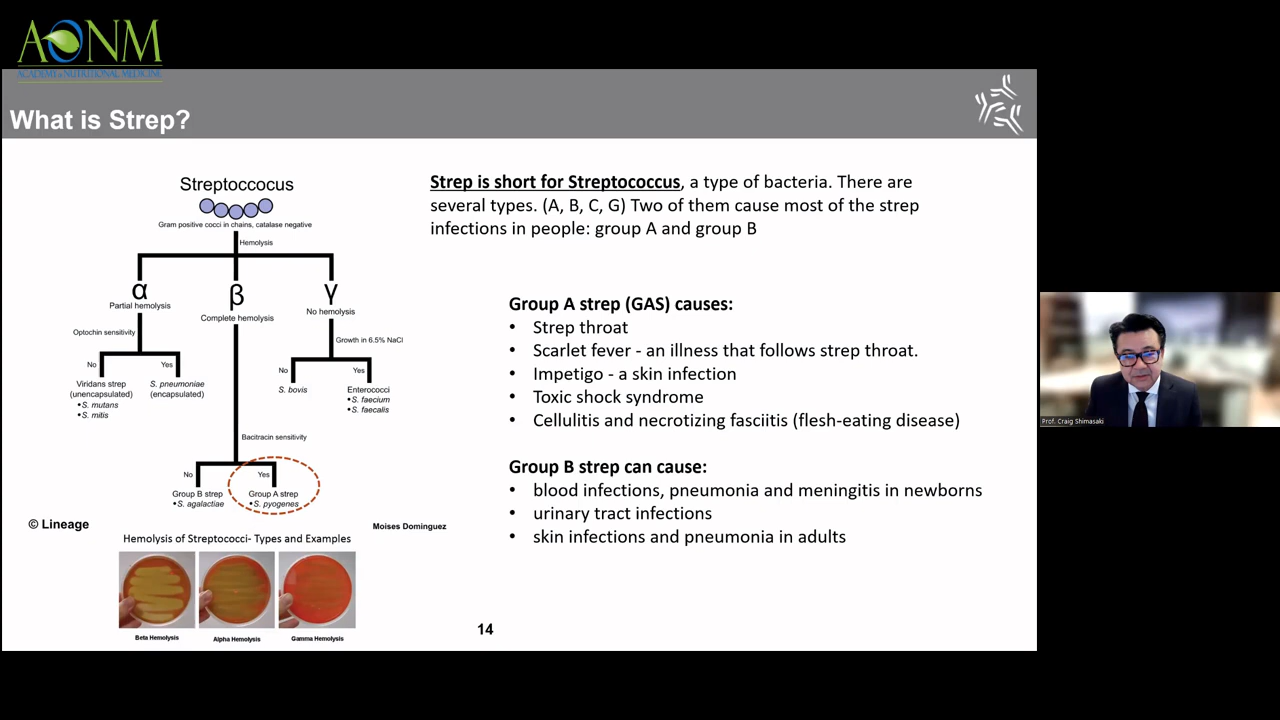 AONM
ACADEMY of NUTRITIONAL MEDICINE
What is Strep?
Streptoccocus
Gram positive cocci in chains, catalase negative
Hemolysis
α
Partial hemolysis
β
Complete hemolysis
γ
No hemolysis
Optochin sensitivity
Growth in 6.5% NaCl
No
Yes
No
Yes
Viridans strep
(unencapsulated)
•S. mutans
•S. mitis
S. pneumoniae
(encapsulated)
S. bovis
Enterococci
•S. faecium
•S. faecalis
Bacitracin sensitivity
No
Yes
Group B strep
•S. agalactiae
Group A strep
•S. pyogenes
© Lineage
Moises Dominguez
Hemolysis of Streptococci- Types and Examples
Beta Hemolysis
Alpha Hemolysis
Gamma Hemolysis
Strep is short for Streptococcus, a type of bacteria. There are
several types. (A, B, C, G) Two of them cause most of the strep
infections in people: group A and group B
Group A strep (GAS) causes:
• Strep throat
• Scarlet fever - an illness that follows strep throat.
• Impetigo - a skin infection
• Toxic shock syndrome
• Cellulitis and necrotizing fasciitis (flesh-eating disease)
Group B strep can cause:
• blood infections, pneumonia and meningitis in newborns
• urinary tract infections
• skin infections and pneumonia in adults
14
Prof. Craig Shimasaki